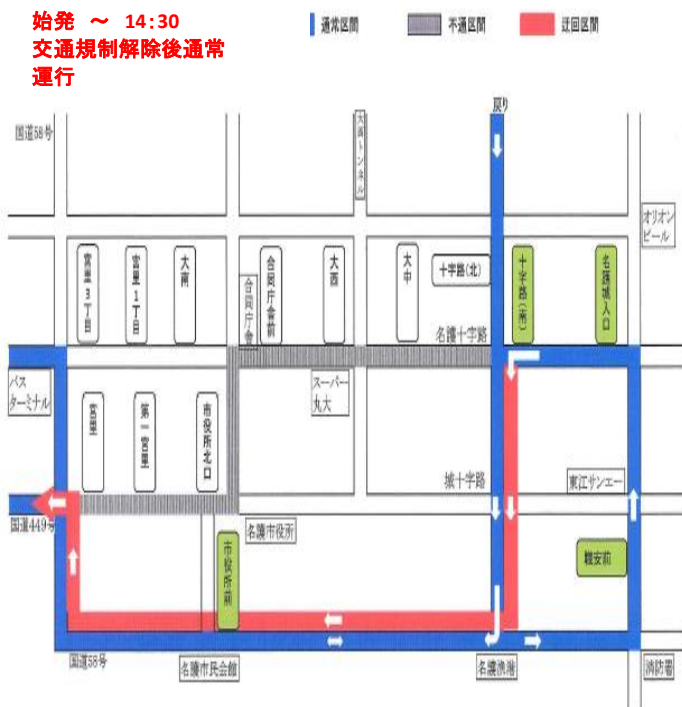 始発 ～ 14:30
交通規制解除後通常
運行
通常区間
不通区間
迂回区間
戻り
国道58号
大西トンネル
オリオン
ビール
宮里3丁目
宮里1丁目
大南
合同庁舎
合同庁舎前
大西
大中
十字路(北)
十字路(南)
名護城入口
名護十字路
バス
ターミナル
スーパー
丸大
宮里
第一宮里
市役所北口
城十字路
東江サンエー
国道449号
名護市役所
市役所前
職安前
国道58号
名護市民会館
名護漁港
消防署